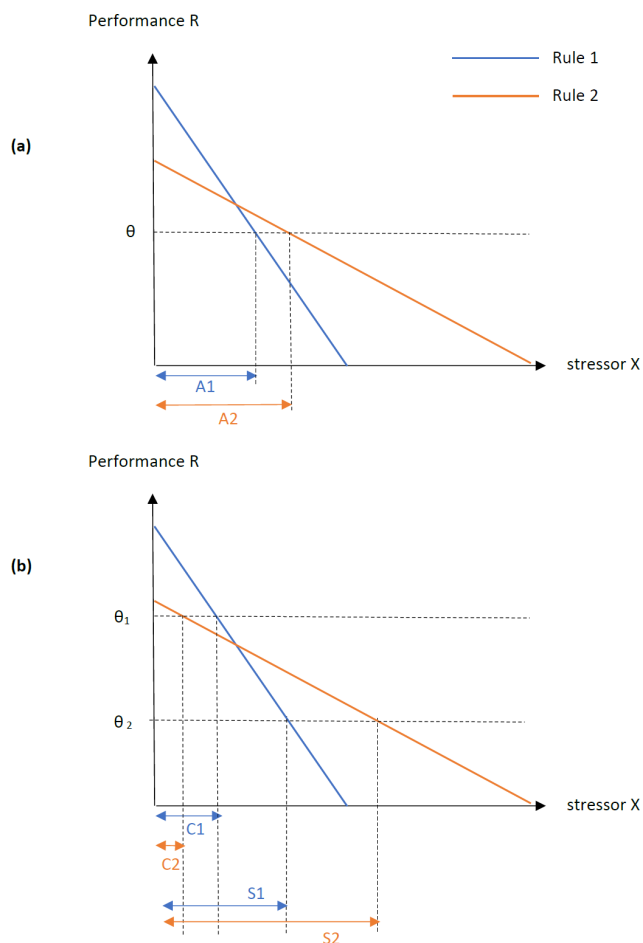 Performance R
Rule 1
Rule 2
(a)
θ
stressor X
A1
A2
Performance R
(b)
θ1
θ2
stressor X
C1
C2
S1
S2